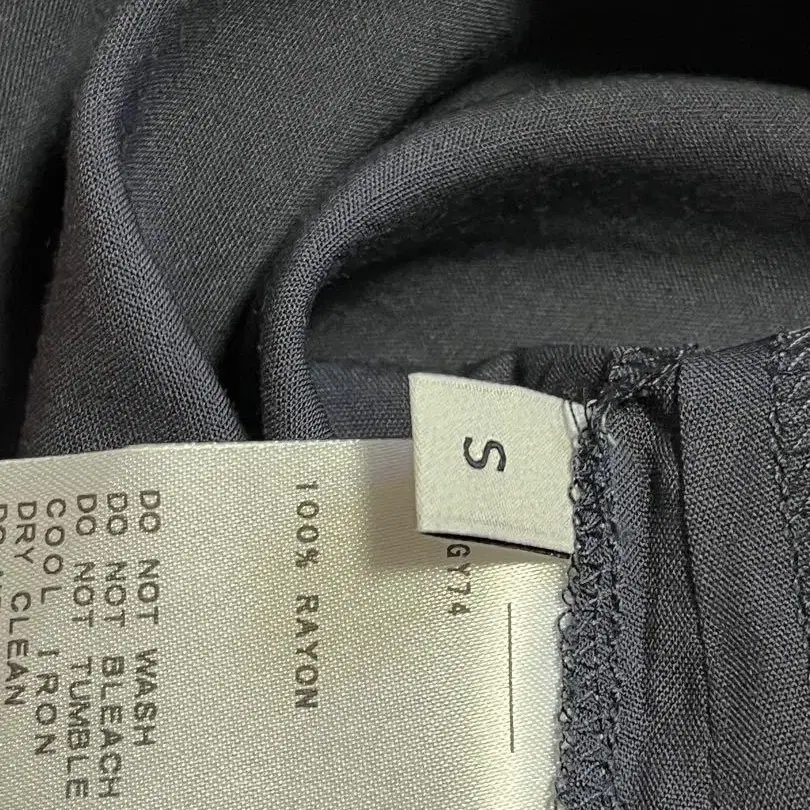 S
GY74
100% RAYON
DO NOT WASH
DO NOT BLEACH
DO NOT TUMBLE
COOL IRON
DRY CLEAN